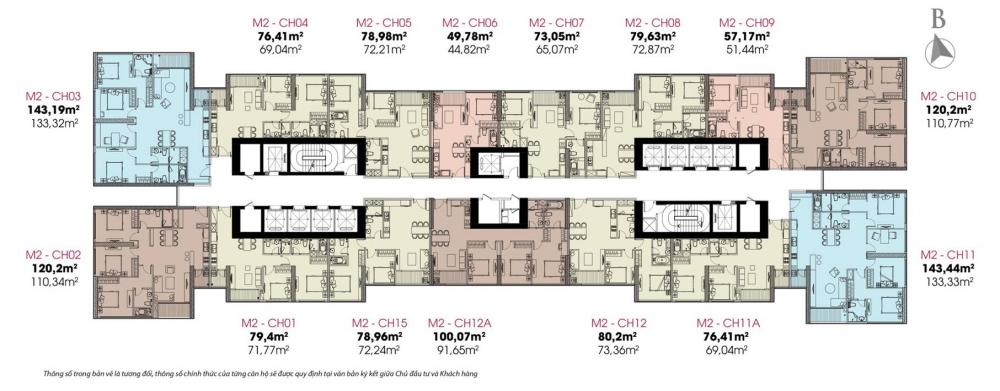 M2 - CH04
76,41m²
69,04m²
M2 - CH05
78,98m²
72,21m²
M2 - CH06
49,78m²
44,82m²
M2 - CH07
73,05m²
65,07m²
M2 - CH08
79,63m²
72,87m²
M2 - CH09
57,17m²
51,44m²
B
M2 - CH03
143,19m²
133,32m²
M2 - CH10
120,2m²
110,77m²
M2 - CH02
120,2m²
110,34m²
M2 - CH11
143,44m²
133,33m²
M2 - CH01
79,4m²
71,77m²
M2 - CH15
78,96m²
72,24m²
M2 - CH12A
100,07m²
91,65m²
M2 - CH12
80,2m²
73,36m²
M2 - CH11A
76,41m²
69,04m²
Thông số trong bản vẽ là tương đối, thông số chính thức của từng căn hộ sẽ được quy định tại văn bản ký kết giữa Chủ đầu tư và Khách hàng